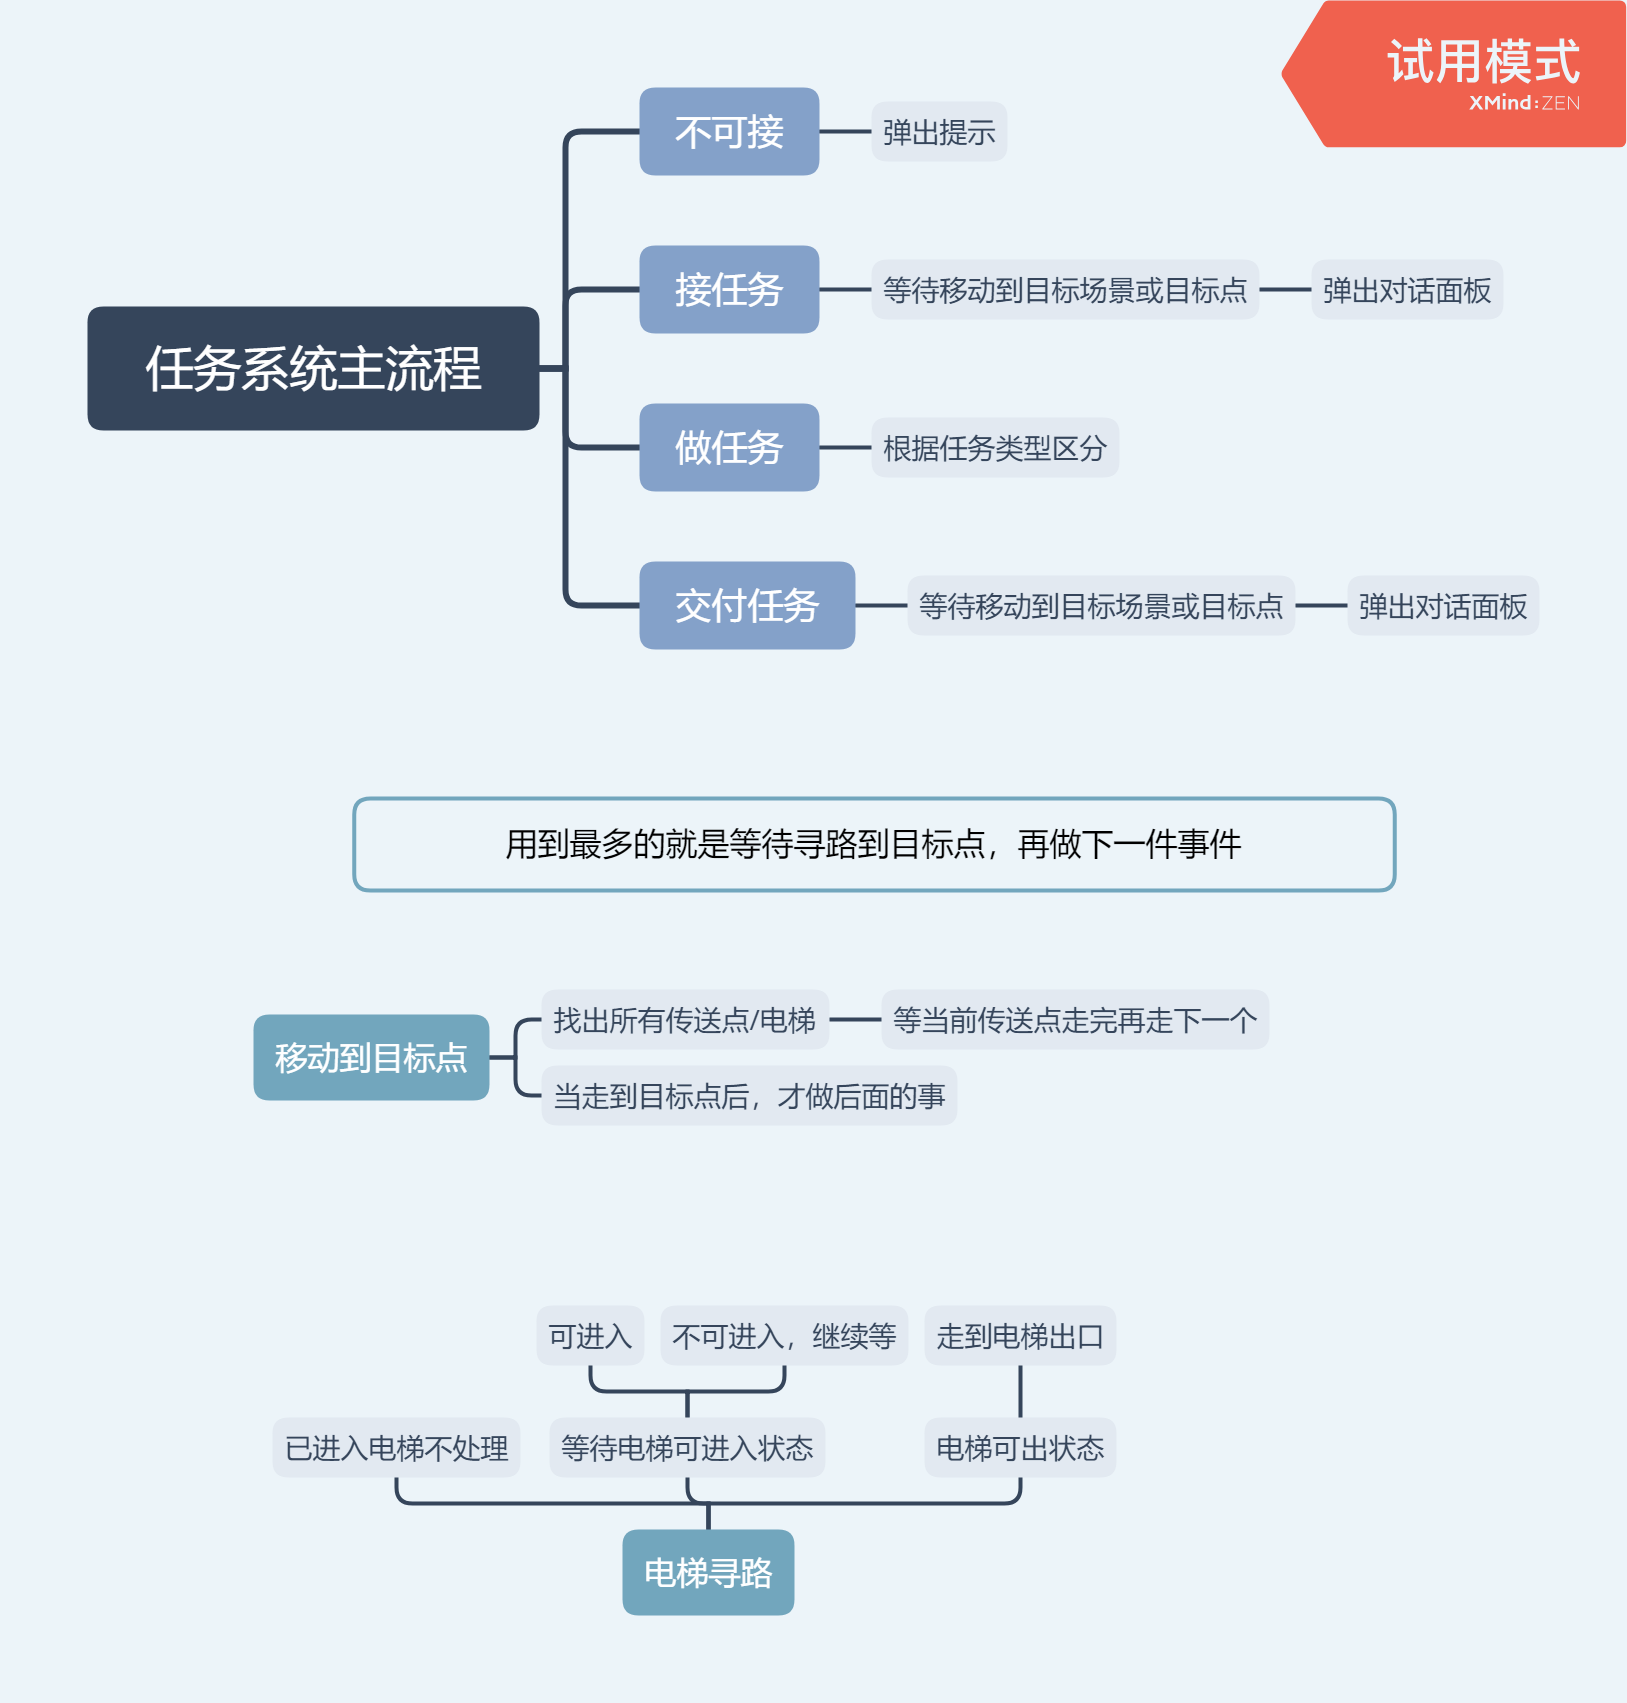 试用模式
XMind:ZEN
不可接
弹出提示
接任务
等待移动到目标场景或目标点
弹出对话面板
任务系统主流程
做任务
根据任务类型区分
交付任务
等待移动到目标场景或目标点
弹出对话面板
用到最多的就是等待寻路到目标点，再做下一件事件
移动到目标点
找出所有传送点/电梯
等当前传送点走完再走下一个
当走到目标点后，才做后面的事
可进入
不可进入，继续等
走到电梯出口
已进入电梯不处理
等待电梯可进入状态
电梯可出状态
电梯寻路